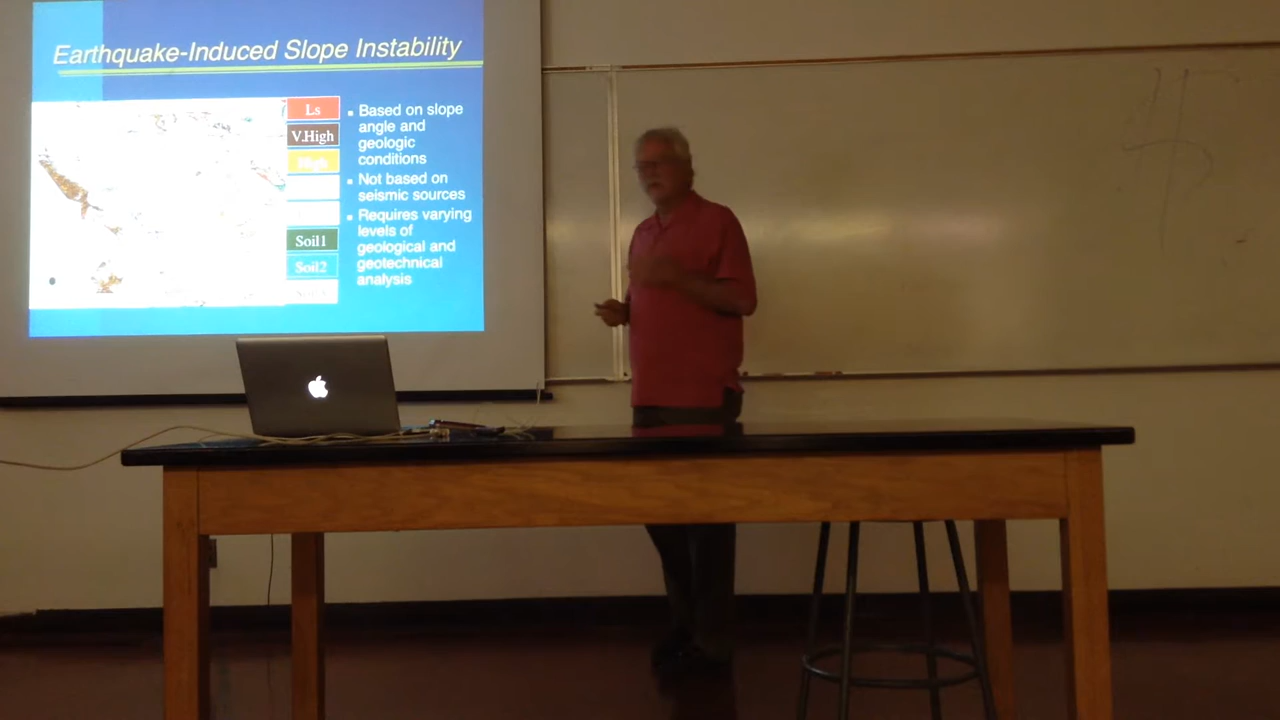 Earthquake-Induced Slope Instability
Ls
V.High
High
Soil1
Soil2
Based on slope
angle and
geologic
conditions
Not based on
seismic sources
Requires varying
levels of
geological and
geotechnical
analysis